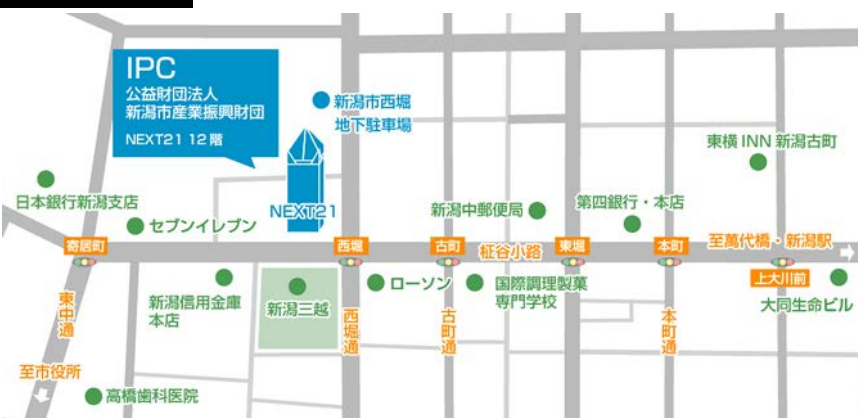 IPC
公益財団法人
新潟市産業振興財団
NEXT21 12階
新潟市西堀
地下駐車場
東横 INN 新潟古町
日本銀行新潟支店
セブンイレブン
NEXT21
新潟中郵便局
第四銀行・本店
寄居町
西堀
古町
柾谷小路
東堀
本町
至萬代橋・新潟駅
上大川前
東中通
新潟信用金庫
本店
新潟三越
西堀通
ローソン
古町通
国際調理製菓
専門学校
本町通
大同生命ビル
至市役所
高橋歯科医院